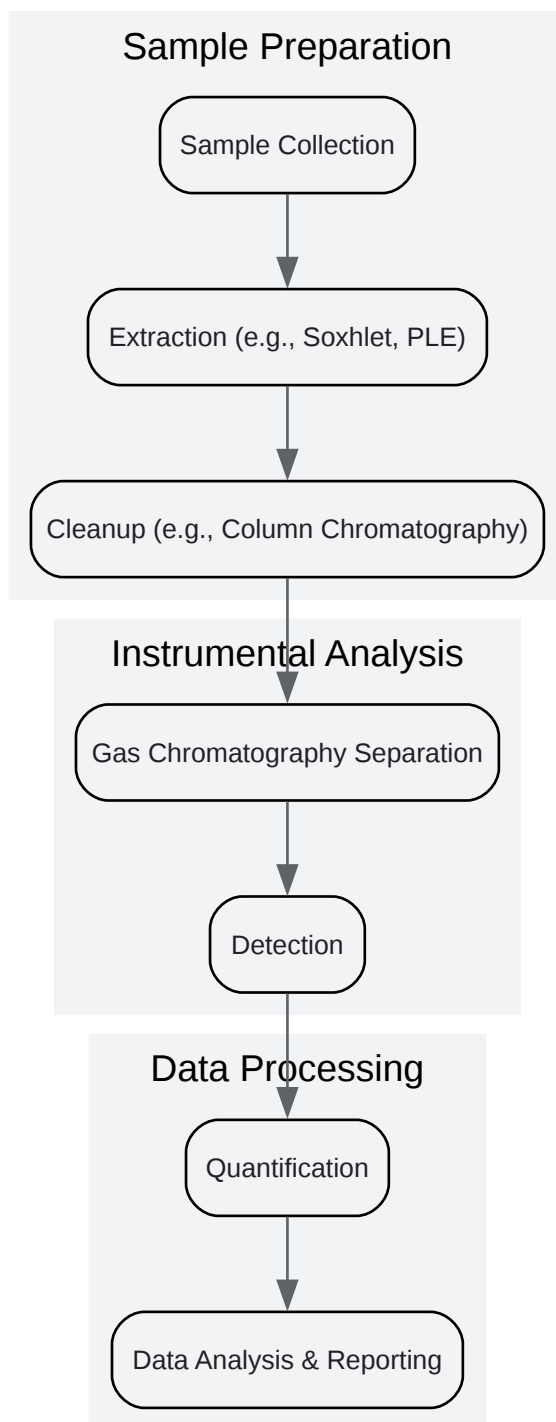 Sample Preparation
Sample Collection
Extraction (e.g., Soxhlet, PLE)
Cleanup (e.g., Column Chromatography)
Instrumental Analysis
Gas Chromatography Separation
Detection
Data Processing
Quantification
Data Analysis & Reporting